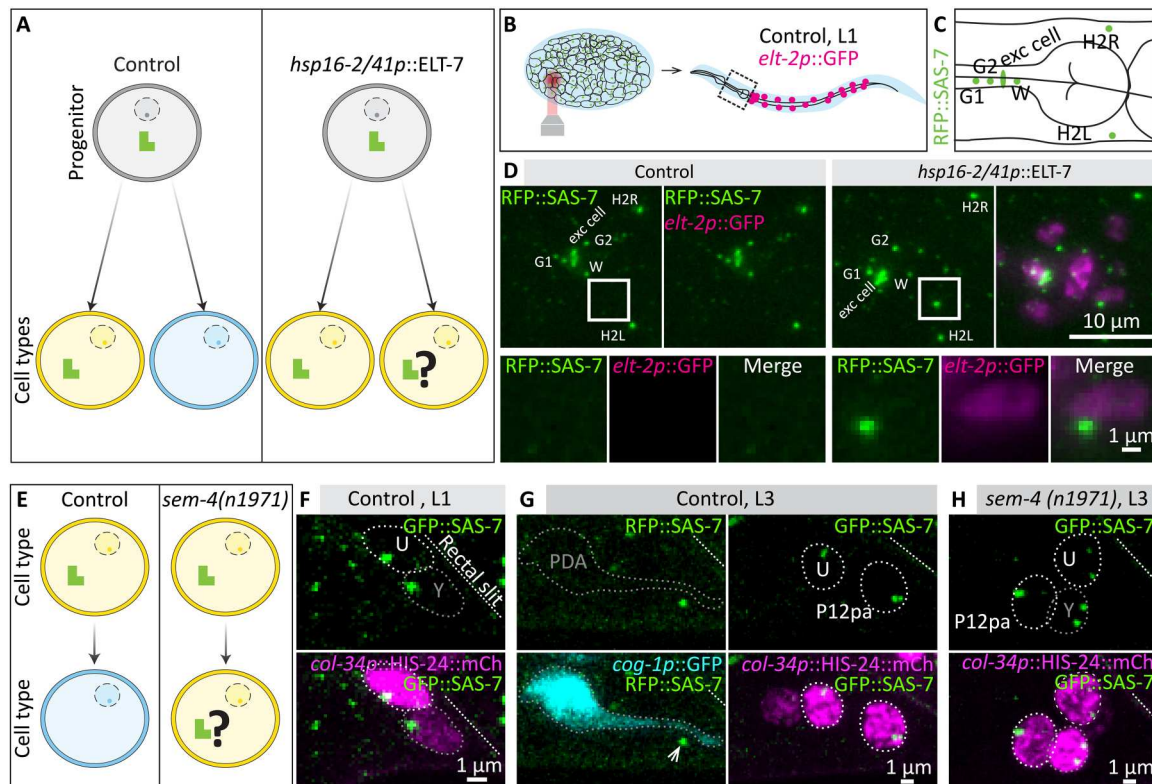 A
Control
hsp16-2/41p::ELT-7
Progenitor
Cell types
?
B
Control, L1
elt-2p::GFP
C
RFP::SAS-7
exc cell
H2R
G2
G1
W
H2L
D
Control
hsp16-2/41p::ELT-7
RFP::SAS-7
H2R
exc cell
G2
G1
W
H2L
RFP::SAS-7
elt-2p::GFP
H2R
G2
G1
exc cell
W
H2L
10 µm
RFP::SAS-7
elt-2p::GFP
Merge
RFP::SAS-7
elt-2p::GFP
Merge
1 µm
E
Control
sem-4(n1971)
Cell type
Cell type
?
F
Control , L1
GFP::SAS-7
U
Y
Rectal slit
col-34p::HIS-24::mCh
GFP::SAS-7
1 µm
G
Control, L3
RFP::SAS-7
PDA
GFP::SAS-7
U
P12pa
cog-1p::GFP
RFP::SAS-7
col-34p::HIS-24::mCh
GFP::SAS-7
1 µm
H
sem-4 (n1971), L3
GFP::SAS-7
U
Y
P12pa
col-34p::HIS-24::mCh
GFP::SAS-7
1 µm